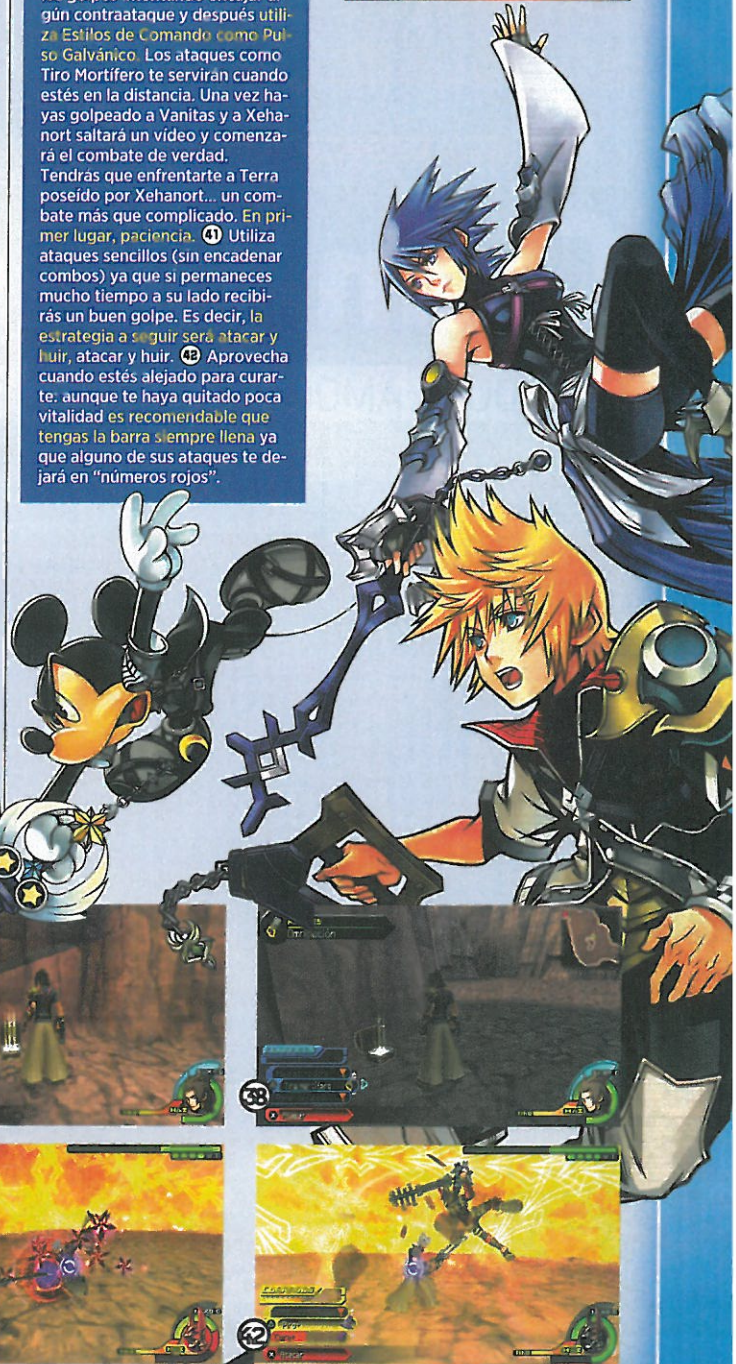 gún contraataque y después utili-
za Estilos de Comando como Pul-
so Galvánico. Los ataques como
Tiro Mortífero te servirán cuando
estés en la distancia. Una vez ha-
yas golpeado a Vanitas y a Xeha-
nort saltará un vídeo y comenza-
rá el combate de verdad.
Tendrás que enfrentarte a Terra
poseído por Xehanort... un com-
bate más que complicado. En pri-
mer lugar, paciencia. 41 Utiliza
ataques sencillos (sin encadenar
combos) ya que si permaneces
mucho tiempo a su lado recibi-
rás un buen golpe. Es decir, la
estrategia a seguir será atacar y
huir, atacar y huir. 42 Aprovecha
cuando estés alejado para curar-
te: aunque te haya quitado poca
vitalidad es recomendable que
tengas la barra siempre llena ya
que alguno de sus ataques te de-
jará en "números rojos".
38
42
Atacar